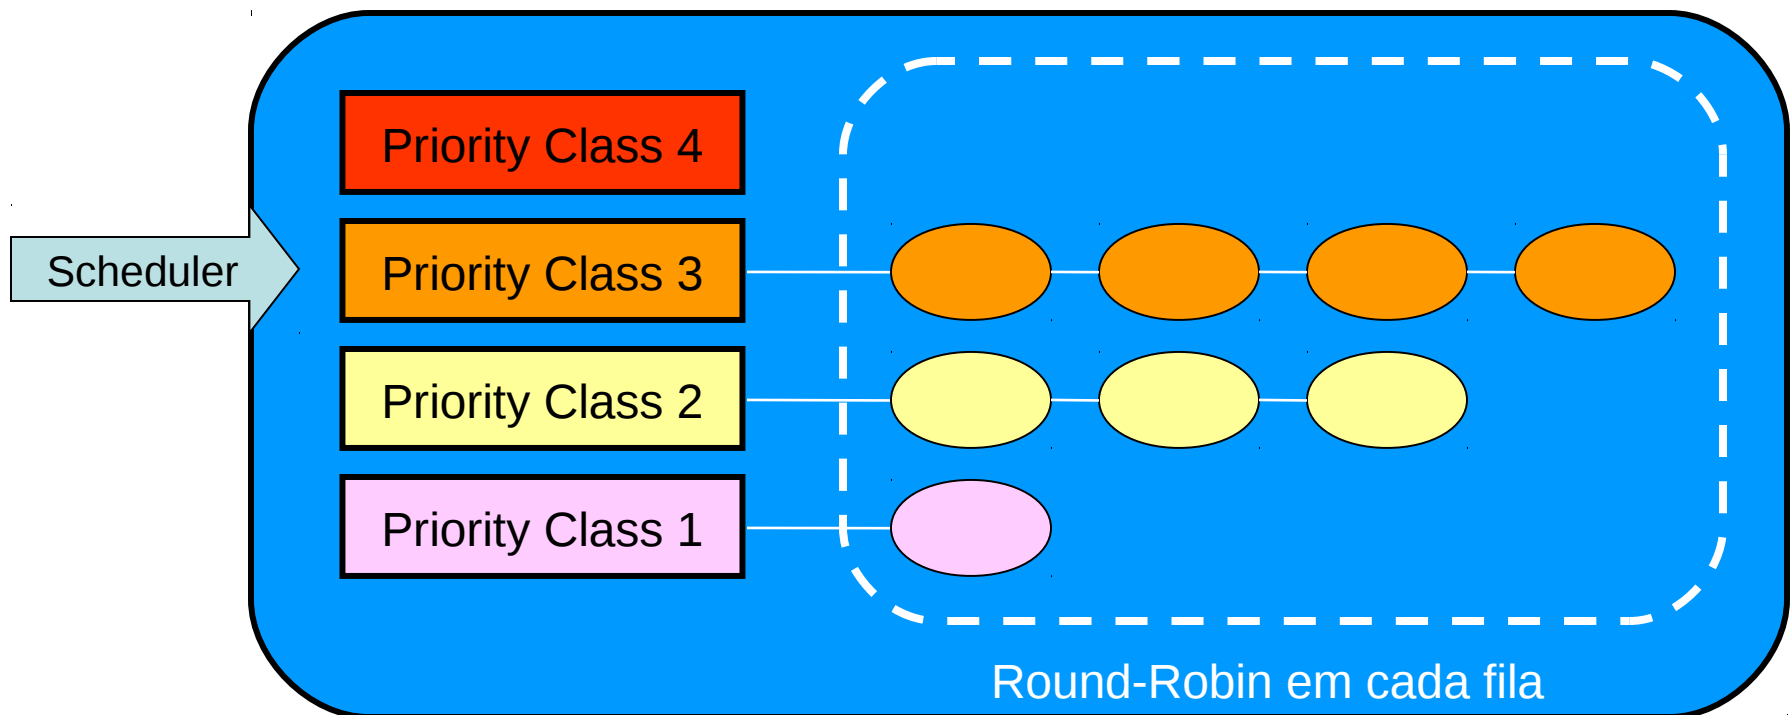 Priority Class 4
Scheduler
Priority Class 3
Priority Class 2
Priority Class 1
Round-Robin em cada fila